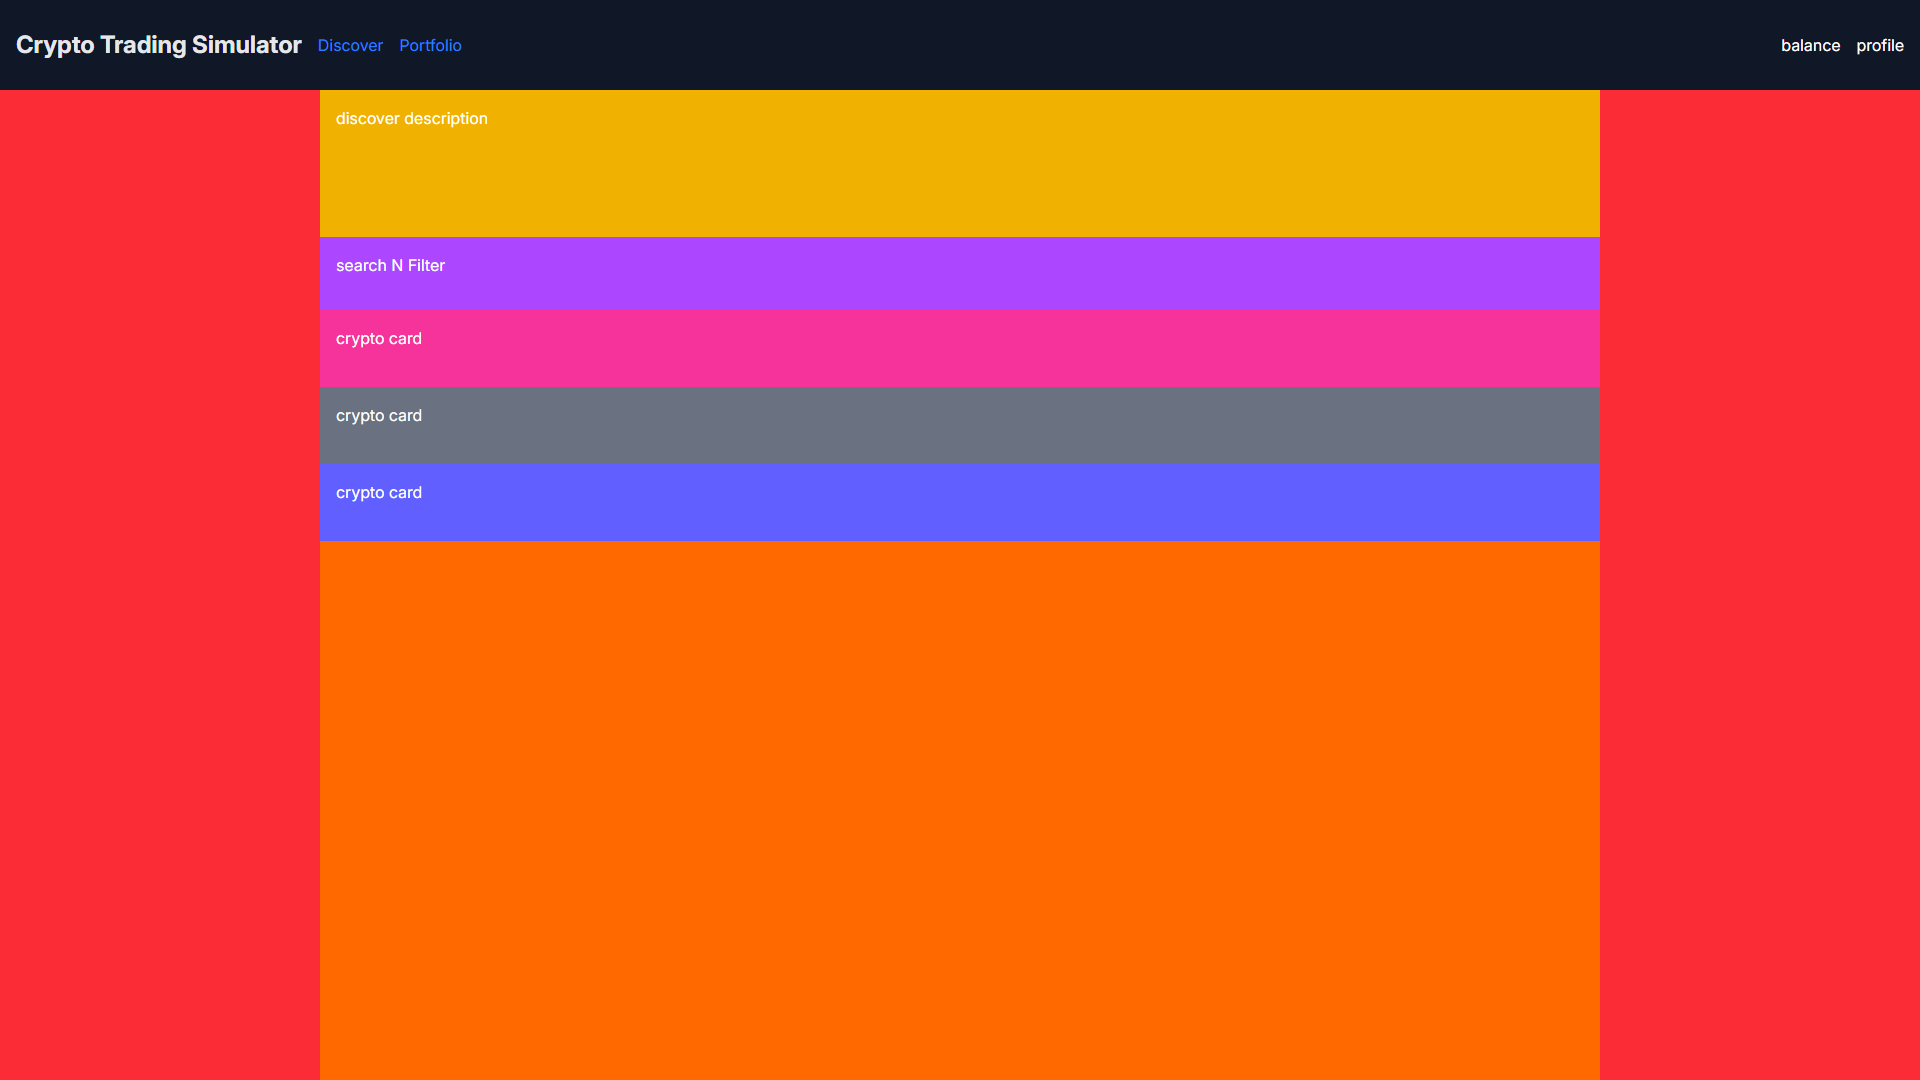 Crypto Trading Simulator Discover Portfolio balance profile
discover description
search N Filter
crypto card
crypto card
crypto card